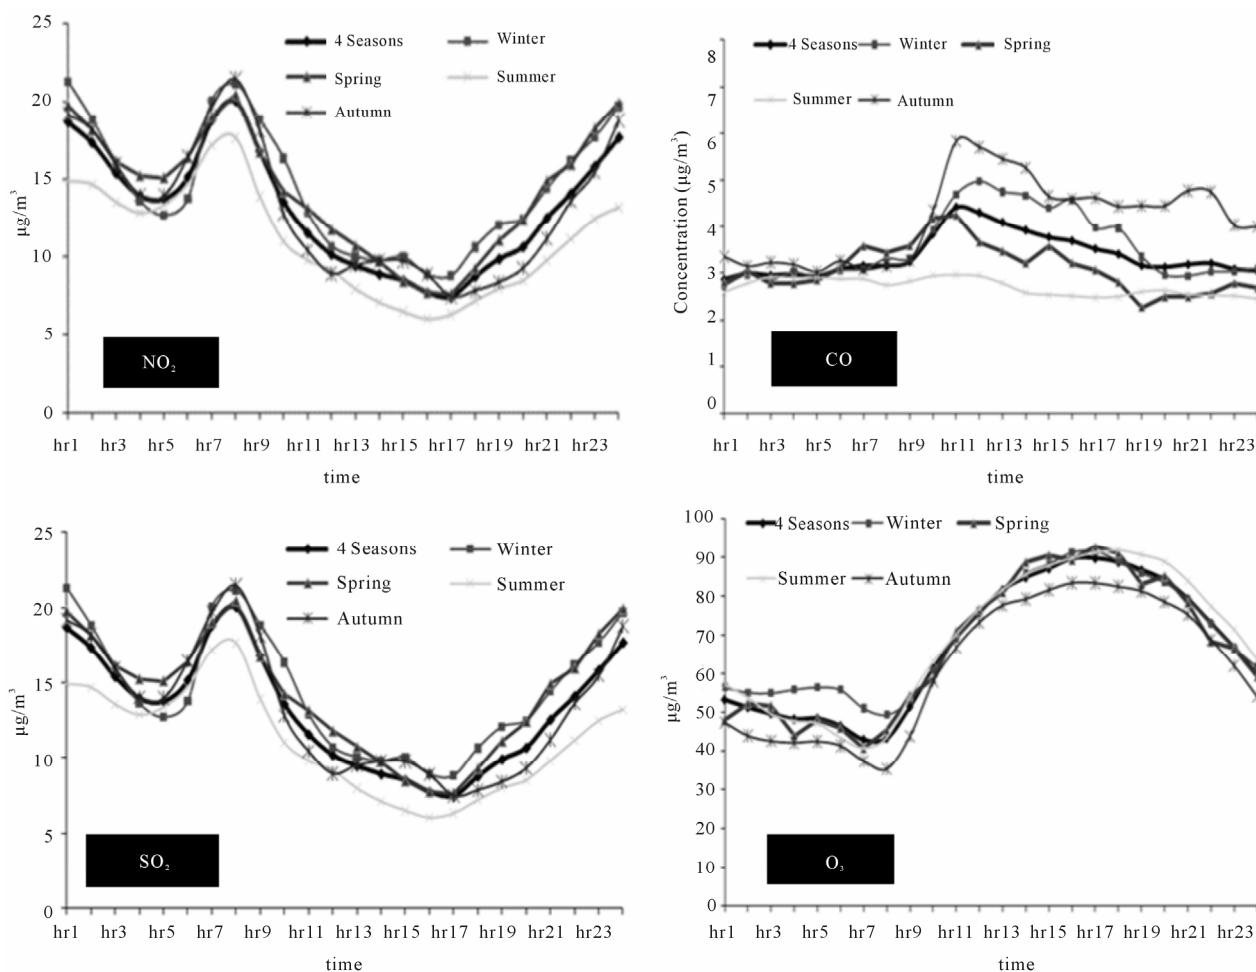 25
20
15
10
5
0
µg/m³
4 Seasons
Winter
Spring
Summer
Autumn
NO₂
hr1 hr3 hr5 hr7 hr9 hr11 hr13 hr15 hr17 hr19 hr21 hr23
time
8
7
6
5
4
3
2
1
0
Concentration (µg/m³)
4 Seasons
Winter
Spring
Summer
Autumn
CO
hr1 hr3 hr5 hr7 hr9 hr11 hr13 hr15 hr17 hr19 hr21 hr23
time
25
20
15
10
5
0
µg/m³
4 Seasons
Winter
Spring
Summer
Autumn
SO₂
hr1 hr3 hr5 hr7 hr9 hr11 hr13 hr15 hr17 hr19 hr21 hr23
time
100
90
80
70
60
50
40
30
20
10
0
µg/m³
4 Seasons
Winter
Spring
Summer
Autumn
O₃
hr1 hr3 hr5 hr7 hr9 hr11 hr13 hr15 hr17 hr19 hr21 hr23
time